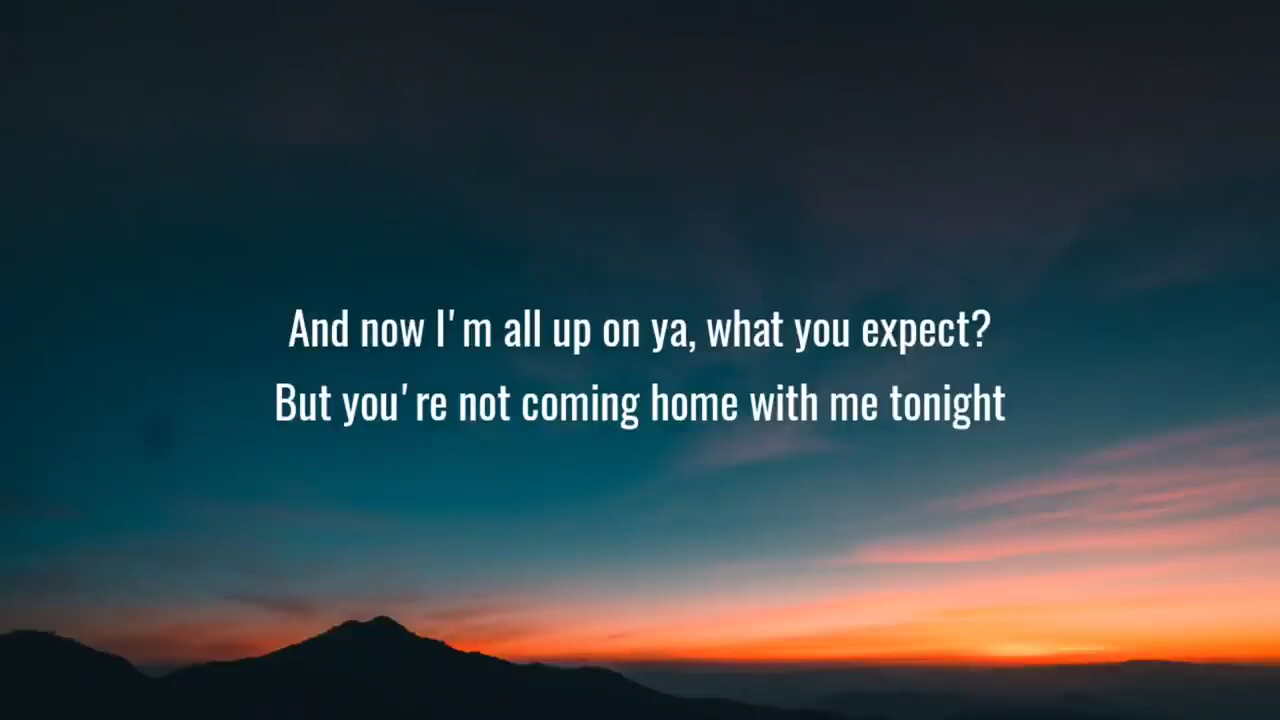 And now I'm all up on ya, what you expect?
But you're not coming home with me tonight